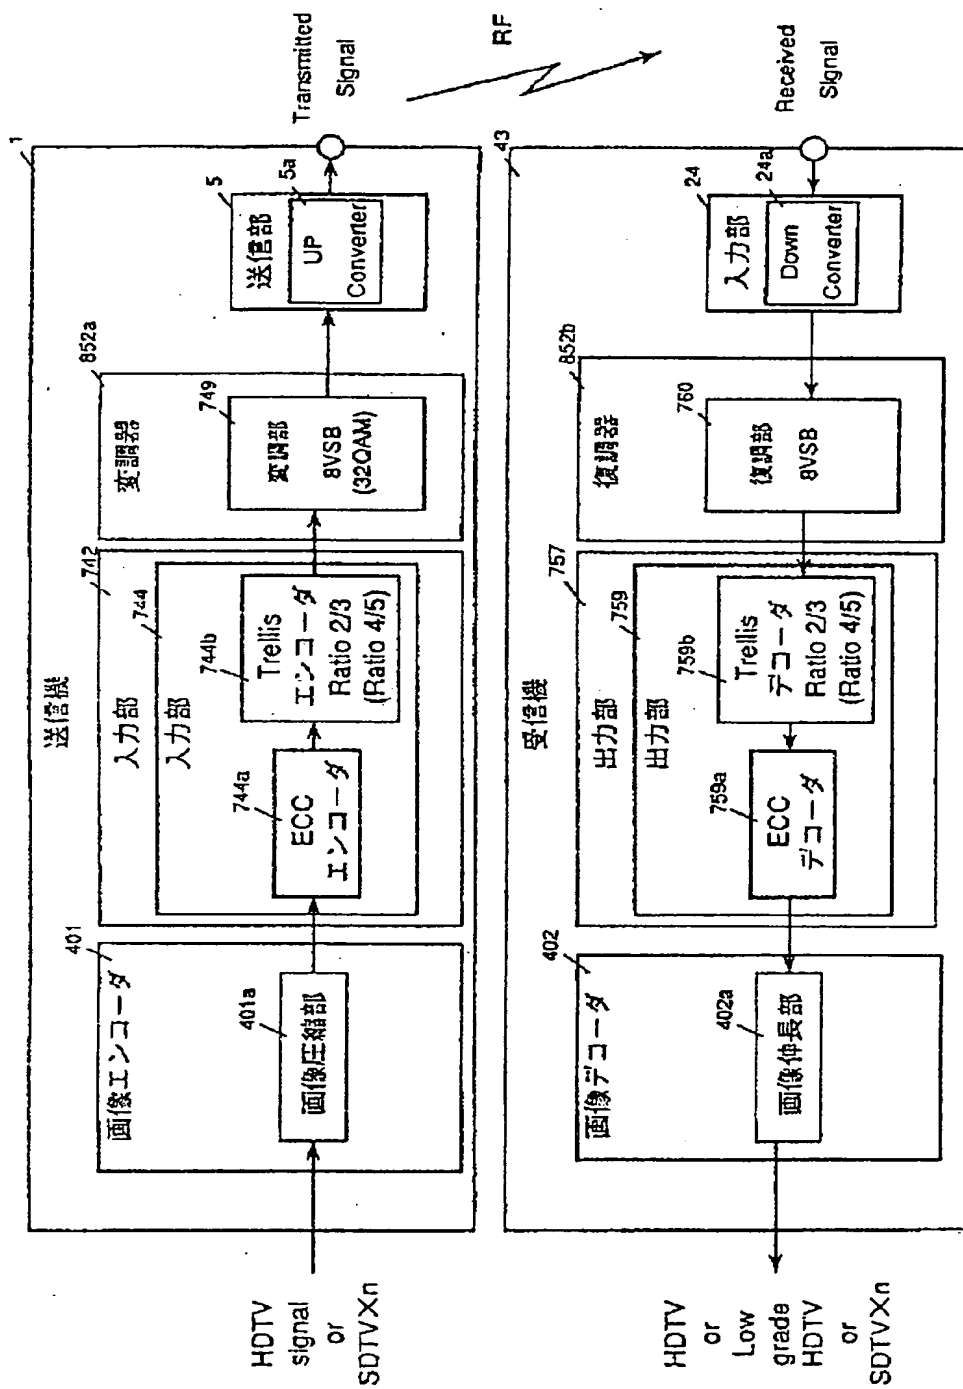 1
送信機
HDTV
signal
or
SDTV×n
401
画像エンコーダ
401a
画像圧縮部
742
入力部
744
入力部
744a
ECC
エンコーダ
744b
Trellis
エンコーダ
Ratio 2/3
(Ratio 4/5)
852a
変調器
749
変調部
8VSB
(32QAM)
5
送信部
5a
UP
Converter
Transmitted
Signal
RF
43
受信機
HDTV
or
Low
grade
HDTV
or
SDTV×n
402
画像デコーダ
402a
画像伸長部
757
出力部
759
出力部
759a
ECC
デコーダ
759b
Trellis
デコーダ
Ratio 2/3
(Ratio 4/5)
852b
復調器
760
復調部
8VSB
24
入力部
24a
Down
Converter
Received
Signal